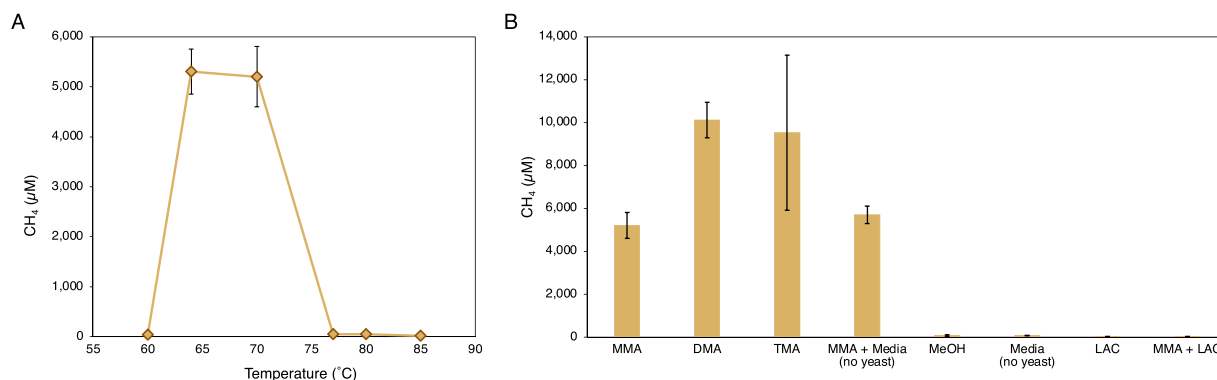 A
6,000
5,000
4,000
3,000
2,000
1,000
0
CH4 (µM)
55 60 65 70 75 80 85 90
Temperature (˚C)
B
14,000
12,000
10,000
8,000
6,000
4,000
2,000
0
CH4 (µM)
MMA DMA TMA MMA + Media MeOH Media LAC MMA + LAC
(no yeast) (no yeast)